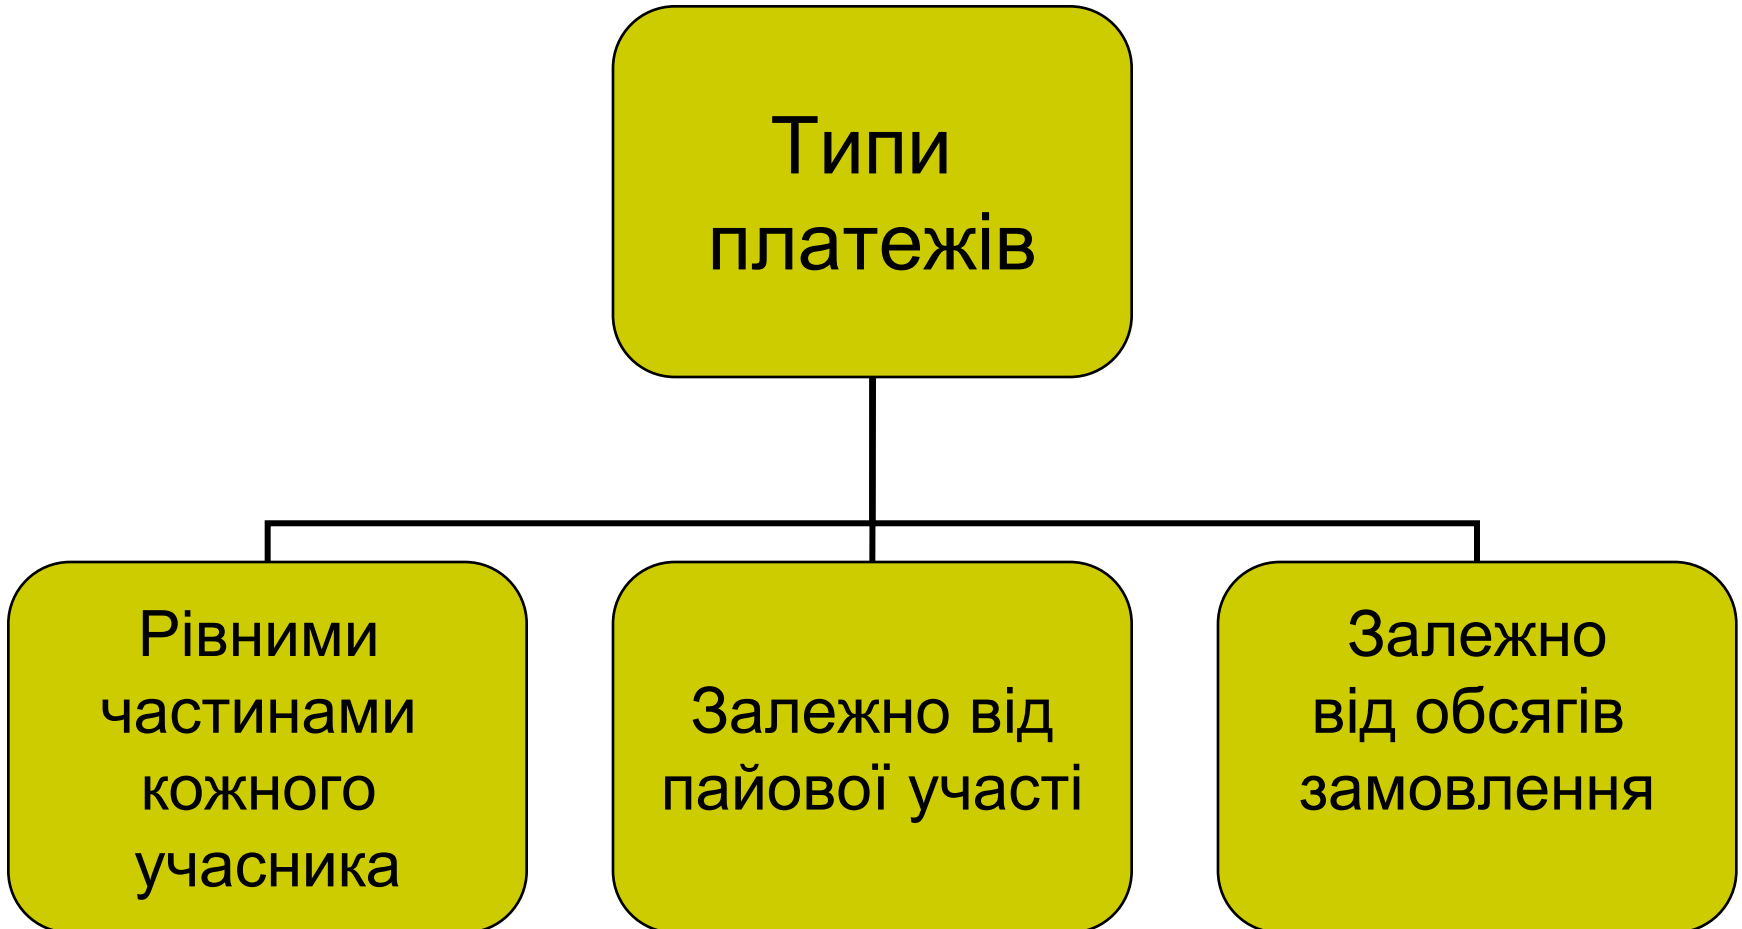 Типи
платежів
Рівними
частинами
кожного
учасника
Залежно від
пайової участі
Залежно
від обсягів
замовлення